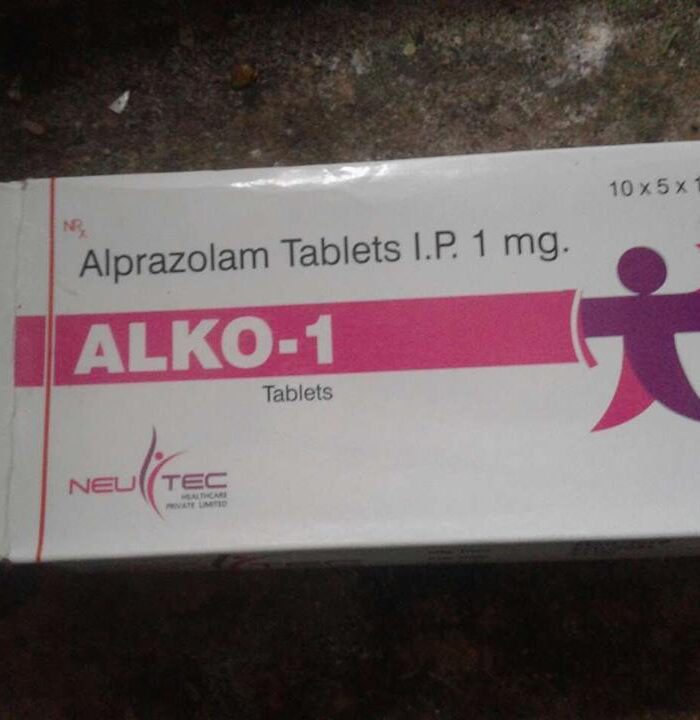 10 x 5 x 1
NRx
Alprazolam Tablets I.P. 1 mg.
ALKO-1
Tablets
NEU TEC
HEALTHCARE
PRIVATE LIMITED